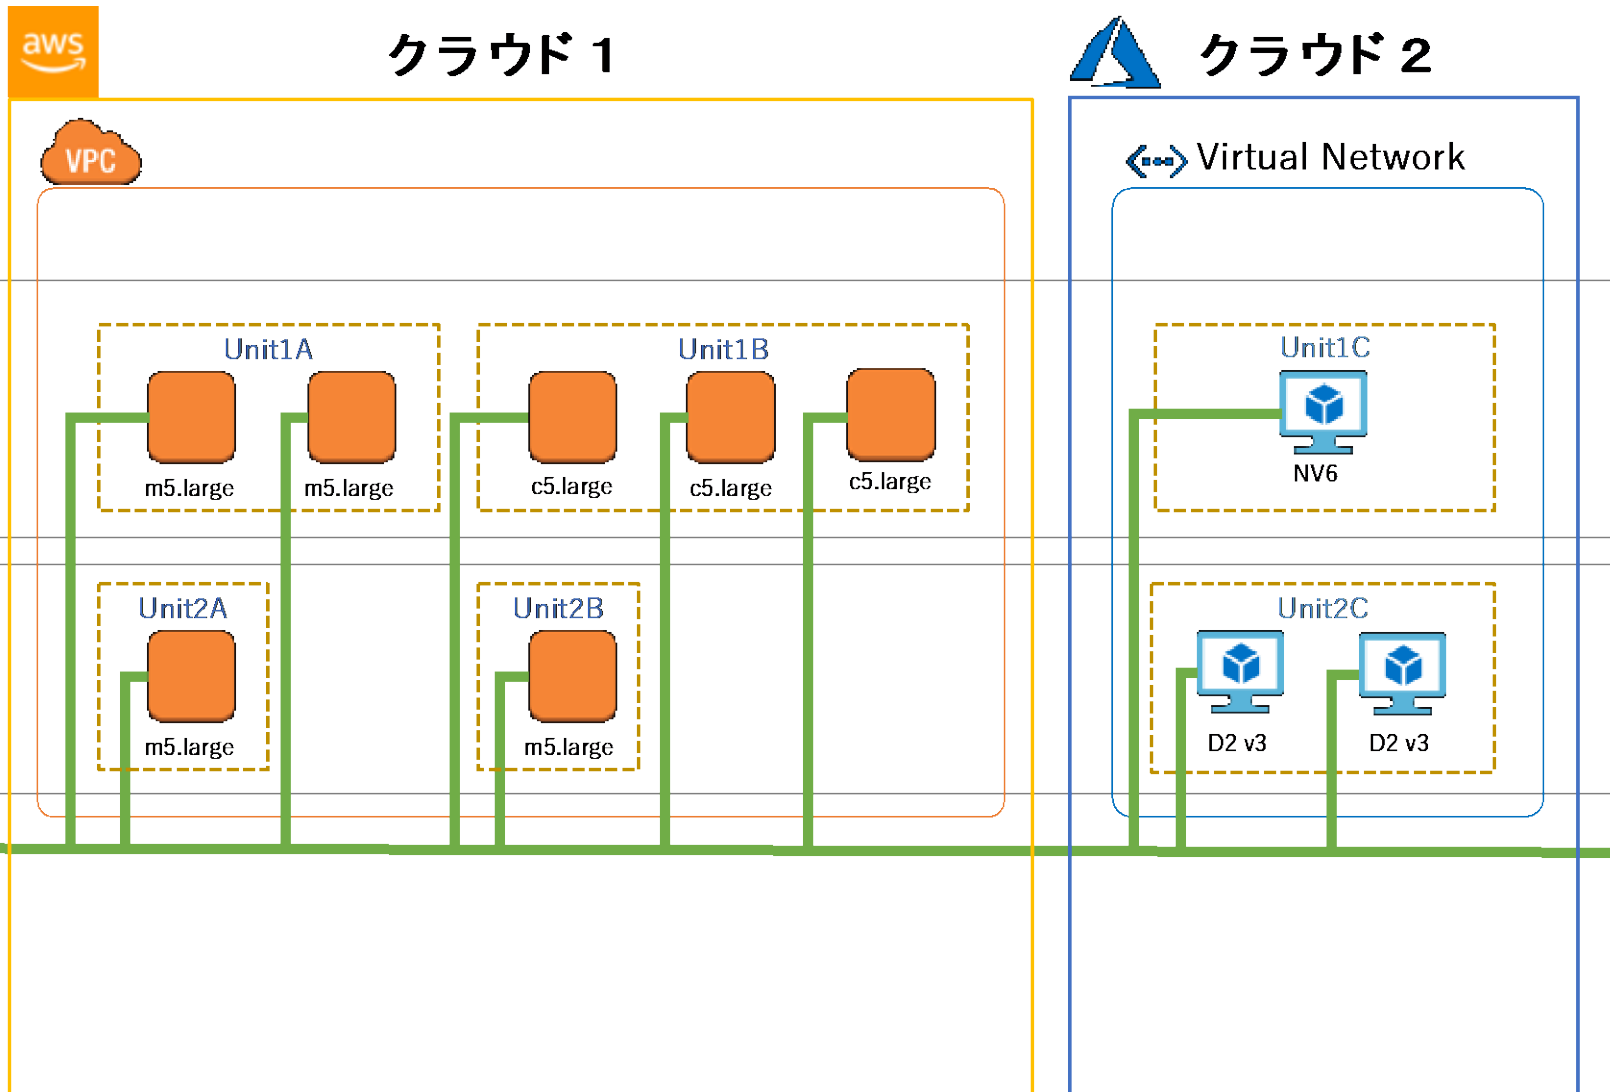 aws
クラウド１
クラウド２
VPC
Virtual Network
Unit1A
Unit1B
Unit1C
m5.large
m5.large
c5.large
c5.large
c5.large
NV6
Unit2A
Unit2B
Unit2C
m5.large
m5.large
D2 v3
D2 v3